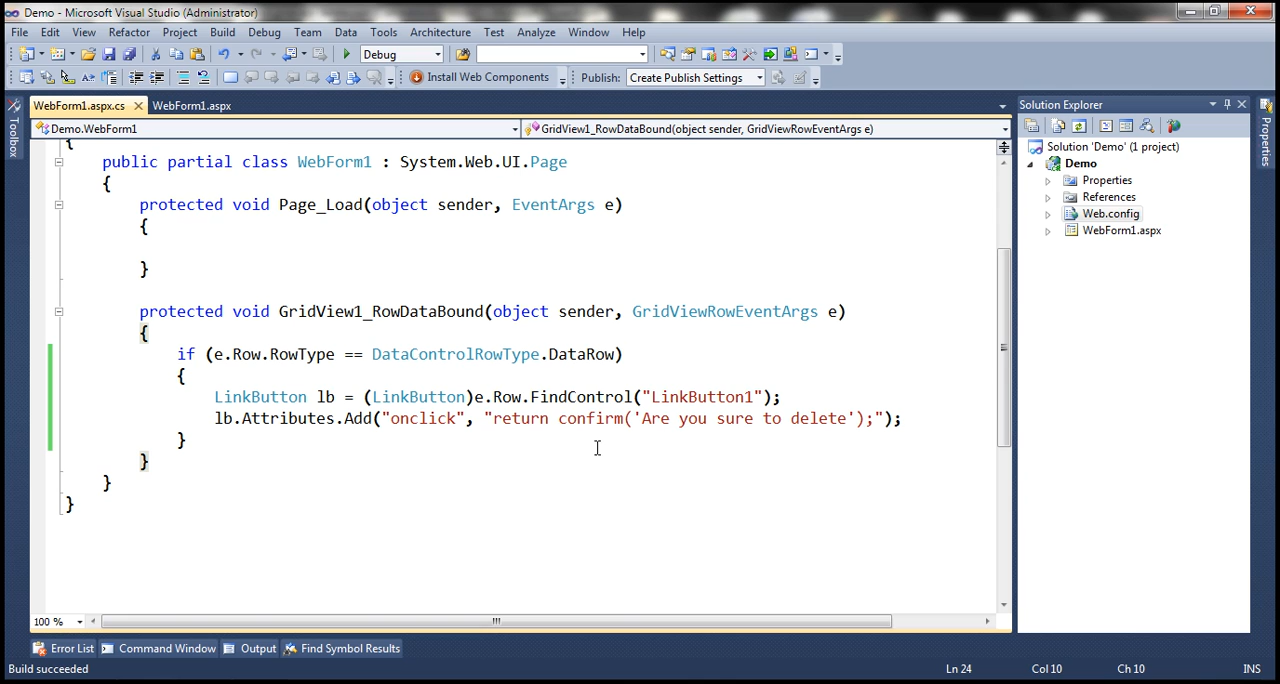 Demo - Microsoft Visual Studio (Administrator)
File Edit View Refactor Project Build Debug Team Data Tools Architecture Test Analyze Window Help
Debug
Install Web Components Publish: Create Publish Settings
WebForm1.aspx.cs WebForm1.aspx
Solution Explorer
Toolbox
Properties
Demo.WebForm1 GridView1_RowDataBound(object sender, GridViewRowEventArgs e)
Solution 'Demo' (1 project)
Demo
Properties
References
Web.config
WebForm1.aspx
{
public partial class WebForm1 : System.Web.UI.Page
{
protected void Page_Load(object sender, EventArgs e)
{
}
protected void GridView1_RowDataBound(object sender, GridViewRowEventArgs e)
{
if (e.Row.RowType == DataControlRowType.DataRow)
{
LinkButton lb = (LinkButton)e.Row.FindControl("LinkButton1");
lb.Attributes.Add("onclick", "return confirm('Are you sure to delete');");
}
}
}
}
100 %
Error List Command Window Output Find Symbol Results
Build succeeded Ln 24 Col 10 Ch 10 INS